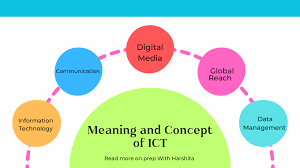 Digital
Media
Communication
Global
Reach
Information
Technology
Data
Management
Meaning and Concept
of ICT
Read more on prep With Harshita